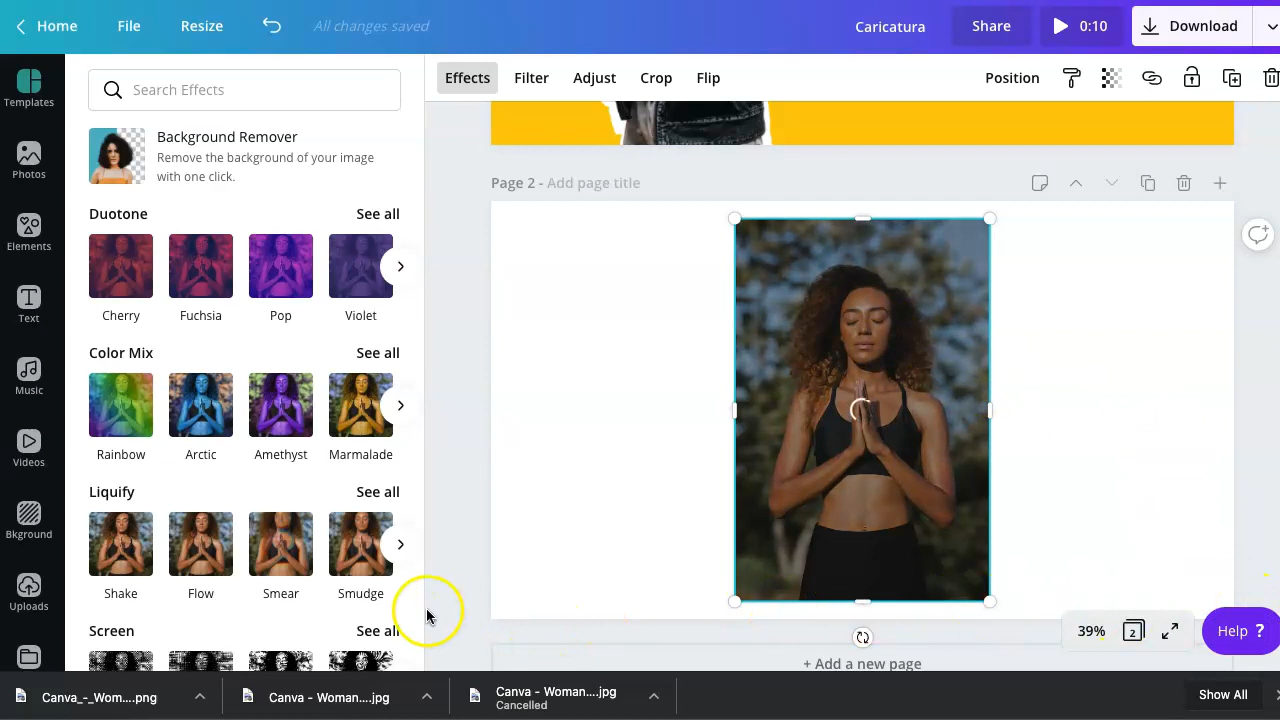 Home File Resize All changes saved Caricatura Share 0:10 Download
Templates
Photos
Elements
Text
Music
Videos
Bkground
Uploads
Search Effects
Background Remover
Remove the background of your image
with one click.
Duotone See all
Cherry Fuchsia Pop Violet
Color Mix See all
Rainbow Arctic Amethyst Marmalade
Liquify See all
Shake Flow Smear Smudge
Screen See all
Effects Filter Adjust Crop Flip Position
Page 2 - Add page title
+ Add a new page
39% 2 Help ?
Canva_-_Wom....png Canva - Woman....jpg Canva - Woman....jpg
Cancelled
Show All